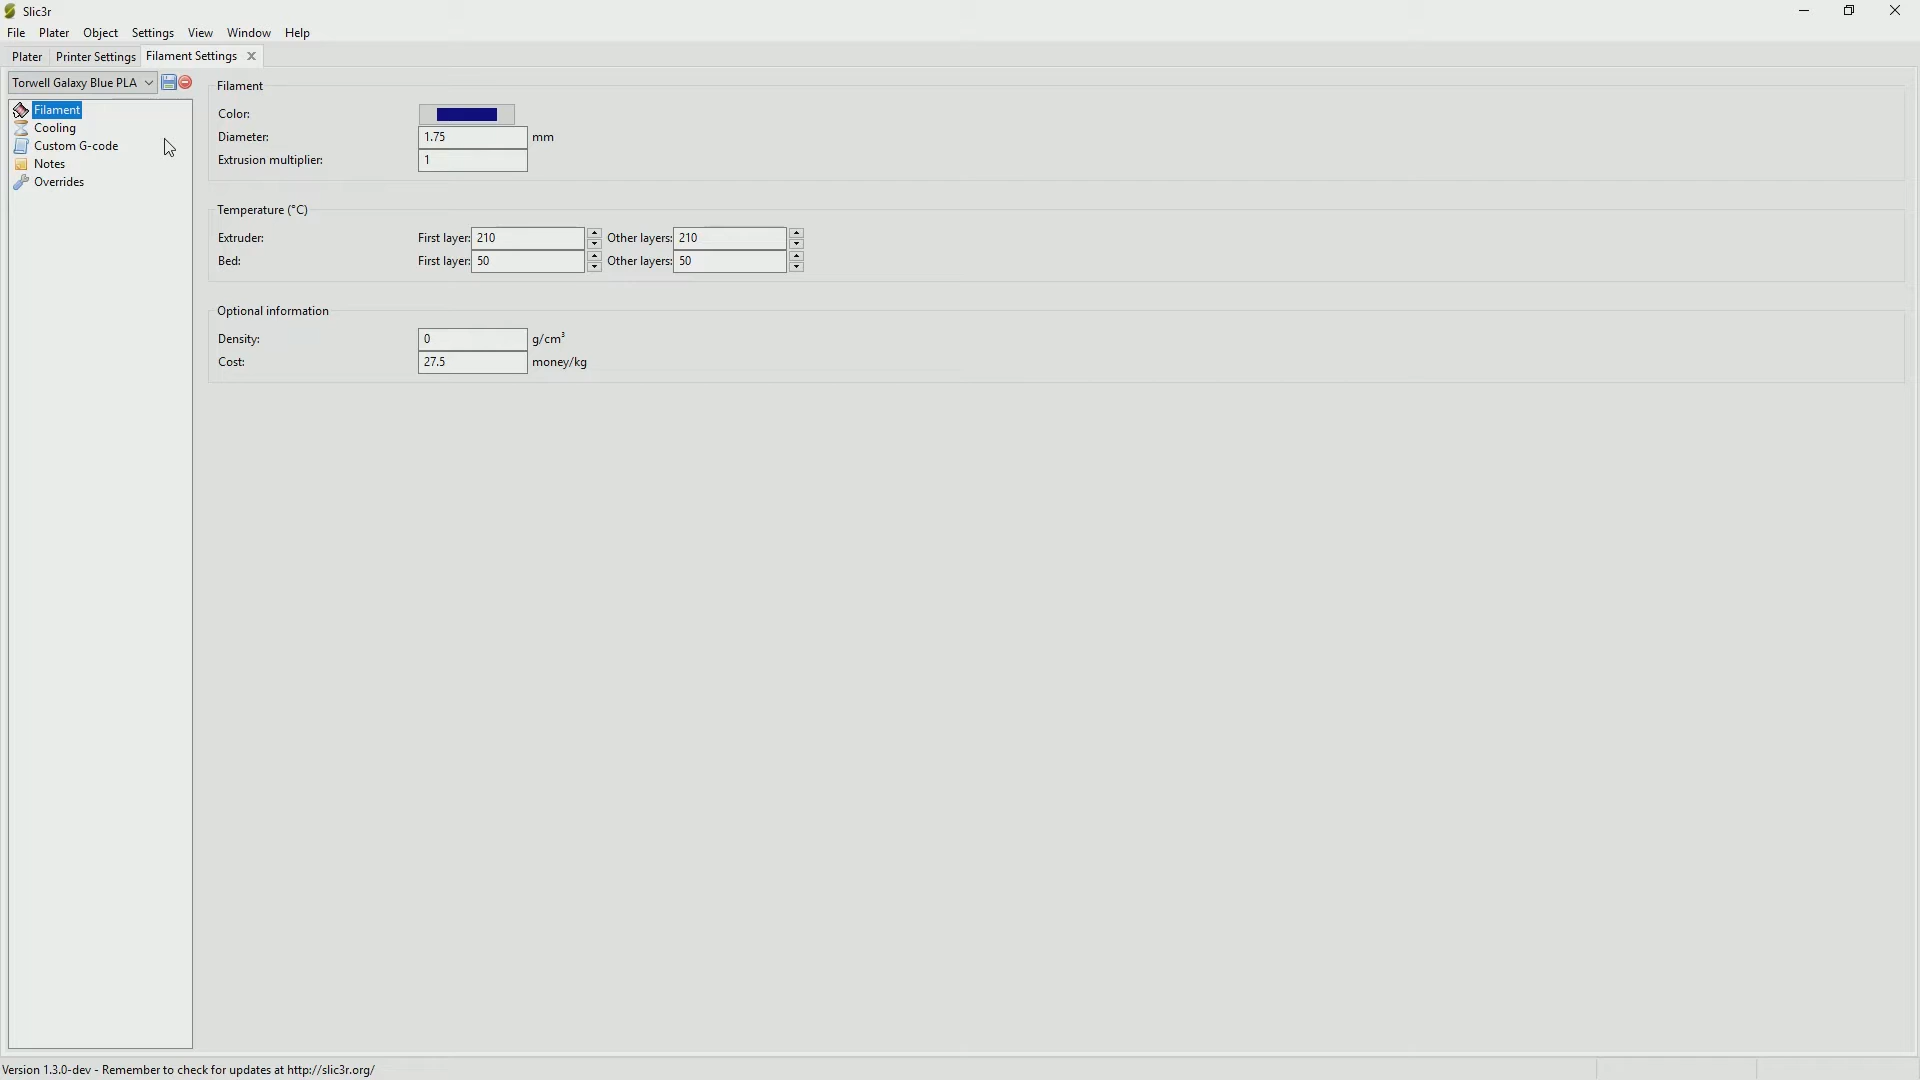 Slic3r
File Plater Object Settings View Window Help
Plater Printer Settings Filament Settings
Torwell Galaxy Blue PLA
Filament
Cooling
Custom G-code
Notes
Overrides
Filament
Color:
Diameter: 1.75 mm
Extrusion multiplier: 1
Temperature (°C)
Extruder: First layer: 210 Other layers: 210
Bed: First layer: 50 Other layers: 50
Optional information
Density: 0 g/cm³
Cost: 27.5 money/kg
Version 1.3.0-dev - Remember to check for updates at http://slic3r.org/